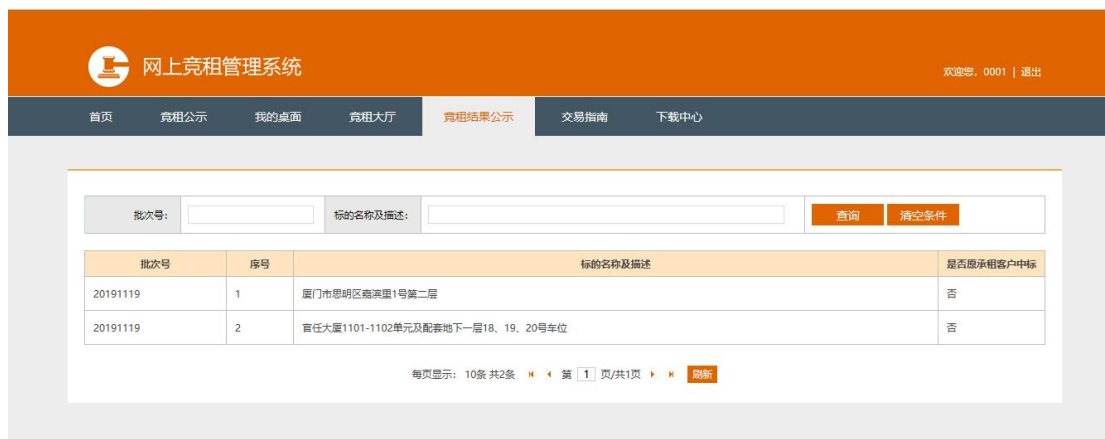 网上竞租管理系统
欢迎您，0001 | 退出
首页 竞租公示 我的桌面 竞租大厅 竞租结果公示 交易指南 下载中心
批次号： 标的名称及描述： 查询 清空条件
批次号 序号 标的名称及描述 是否原承租客户中标
20191119 1 厦门市思明区嘉滨里1号第二层 否
20191119 2 官任大厦1101-1102单元及配套地下一层18、19、20号车位 否
每页显示： 10条 共2条 第 1 页/共1页 刷新